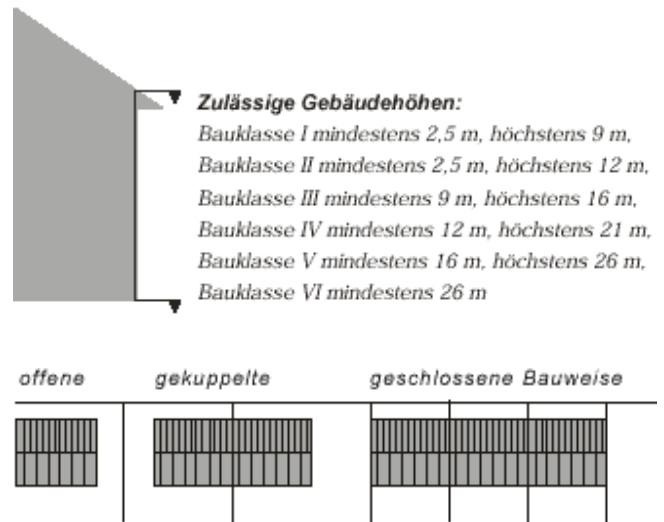 Zulässige Gebäudehöhen:
Bauklasse I mindestens 2,5 m, höchstens 9 m,
Bauklasse II mindestens 2,5 m, höchstens 12 m,
Bauklasse III mindestens 9 m, höchstens 16 m,
Bauklasse IV mindestens 12 m, höchstens 21 m,
Bauklasse V mindestens 16 m, höchstens 26 m,
Bauklasse VI mindestens 26 m
offene gekuppelte geschlossene Bauweise